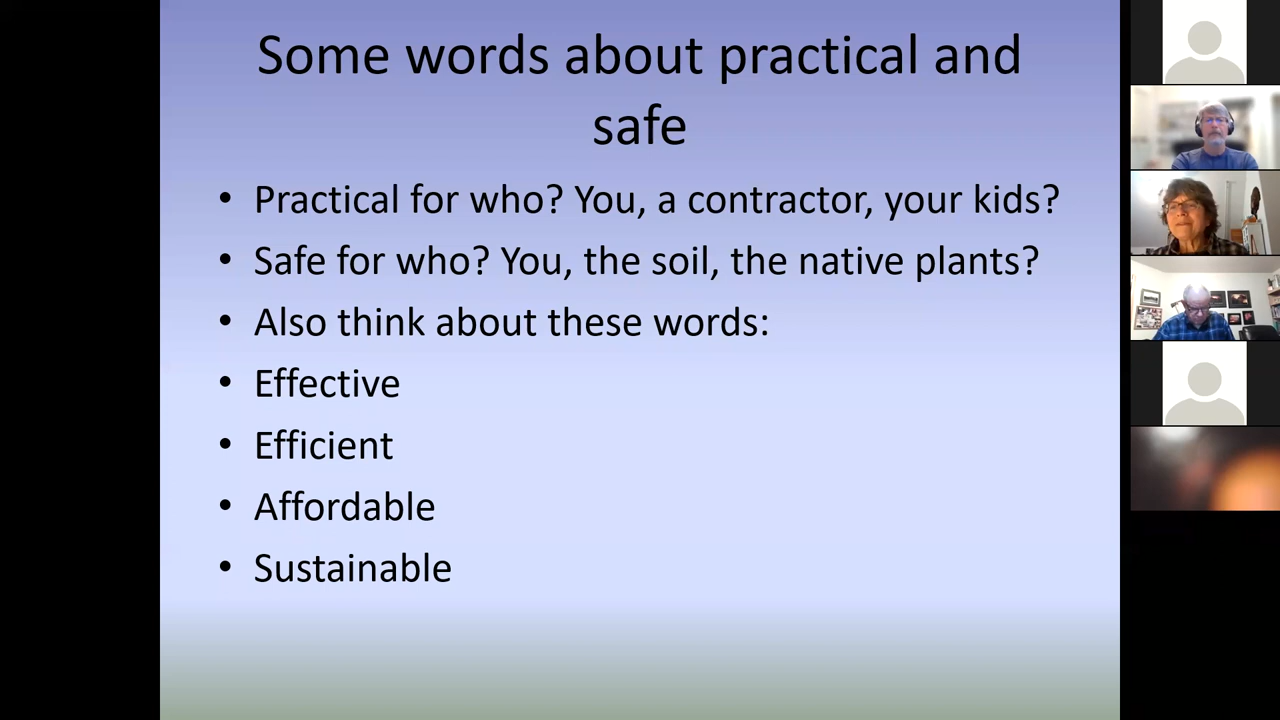 Some words about practical and
safe
• Practical for who? You, a contractor, your kids?
• Safe for who? You, the soil, the native plants?
• Also think about these words:
• Effective
• Efficient
• Affordable
• Sustainable